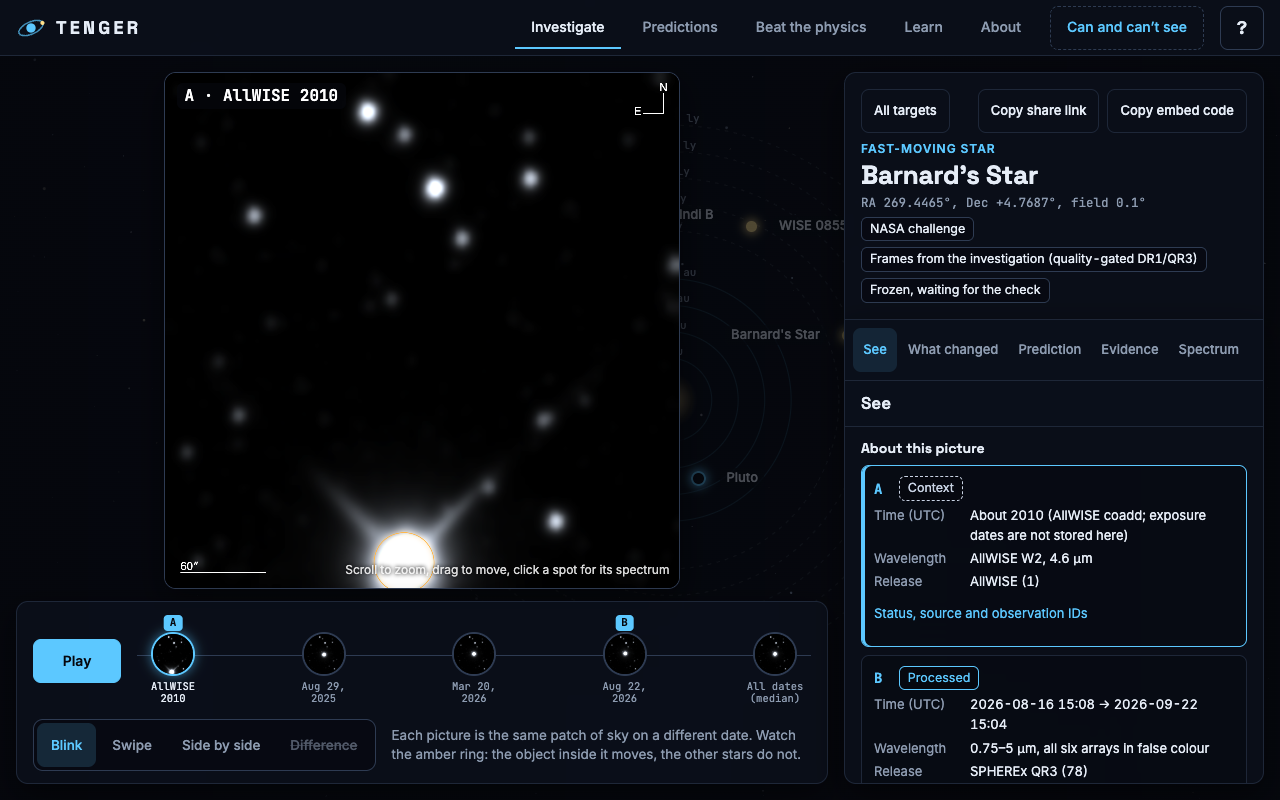 TENGER
Investigate
Predictions
Beat the physics
Learn
About
Can and can't see
?
A · AllWISE 2010
N
E
60″
Scroll to zoom, drag to move, click a spot for its spectrum
ly
ly
ly
y
Indi B
WISE 0855
au
au
u
Barnard's Star
u
Pluto
Play
A
AllWISE
2010
Aug 29,
2025
Mar 20,
2026
B
Aug 22,
2026
All dates
(median)
Blink
Swipe
Side by side
Difference
Each picture is the same patch of sky on a different date. Watch
the amber ring: the object inside it moves, the other stars do not.
All targets
Copy share link
Copy embed code
FAST-MOVING STAR
Barnard’s Star
RA 269.4465°, Dec +4.7687°, field 0.1°
NASA challenge
Frames from the investigation (quality-gated DR1/QR3)
Frozen, waiting for the check
See
What changed
Prediction
Evidence
Spectrum
See
About this picture
A Context
Time (UTC) About 2010 (AllWISE coadd; exposure
dates are not stored here)
Wavelength AllWISE W2, 4.6 µm
Release AllWISE (1)
Status, source and observation IDs
B Processed
Time (UTC) 2026-08-16 15:08 → 2026-09-22
15:04
Wavelength 0.75–5 µm, all six arrays in false colour
Release SPHEREx QR3 (78)